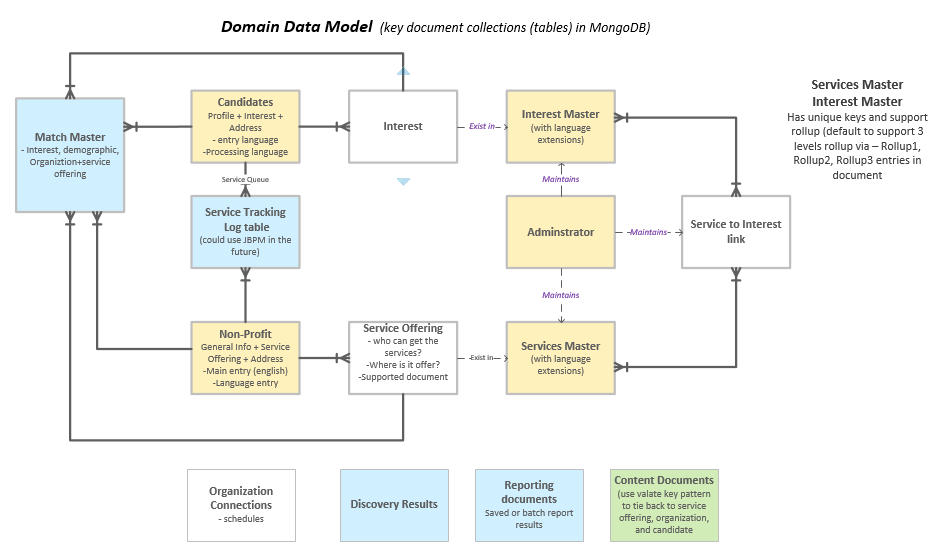 Domain Data Model (key document collections (tables) in MongoDB)
Match Master
- Interest, demographic,
Organiztion+service
offering
Candidates
Profile + Interest +
Address
- entry language
-Processing language
Interest
Exist in
Interest Master
(with language
extensions)
Services Master
Interest Master
Has unique keys and support
rollup (default to support 3
levels rollup via – Rollup1,
Rollup2, Rollup3 entries in
document
Service Queue
Maintains
Service Tracking
Log table
(could use JBPM in the
future)
Adminstrator
Maintains
Service to Interest
link
Maintains
Non-Profit
General Info + Service
Offering + Address
-Main entry (english)
-Language entry
Service Offering
- who can get the
services?
-Where is it offer?
-Supported document
Exist in
Services Master
(with language
extensions)
Organization
Connections
- schedules
Discovery Results
Reporting
documents
Saved or batch report
results
Content Documents
(use valate key pattern
to tie back to service
offering, organization,
and candidate